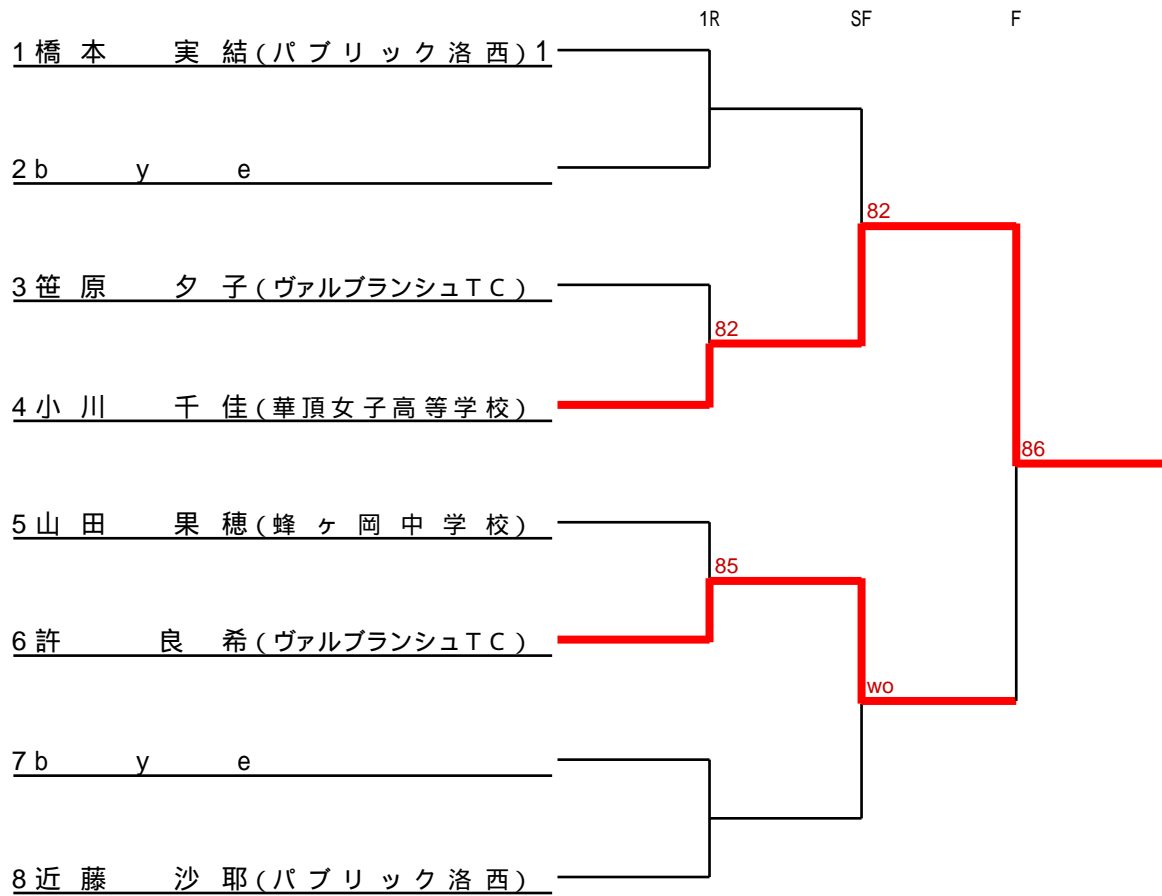 1R SF F
1 橋本 実結(パブリック洛西) 1
2 bye
82
3 笹原 夕子(ヴァルブランシュTC)
82
4 小川 千佳(華頂女子高等学校)
86
5 山田 果穂(蜂ヶ岡中学校)
85
6 許 良希(ヴァルブランシュTC)
wo
7 bye
8 近藤 沙耶(パブリック洛西)